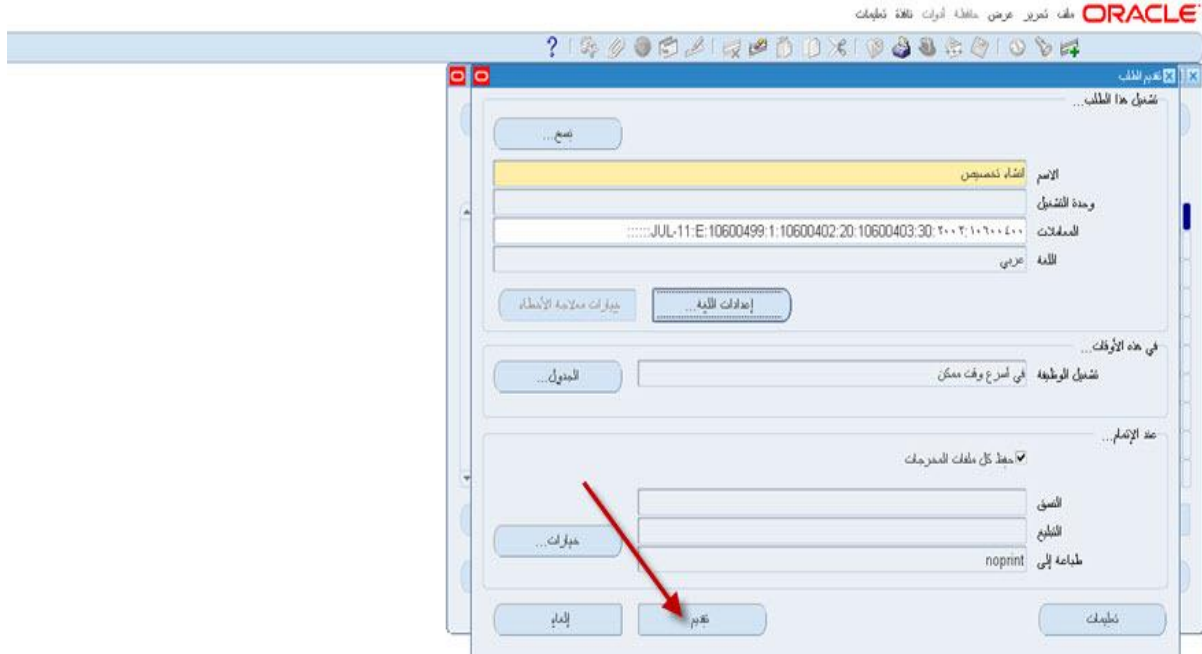 ORACLE ملف تحرير عرض حافظة أدوات نافذة تعليمات
?
تقديم الطلب
تشغيل هذا الطلب...
نسخ...
الاسم انشاء تخصيص
وحدة التشغيل
المعاملات ::::::JUL-11:E:10600499:1:10600402:20:10600403:30:٢٠٠٢:١٠٦٠٠٤٠٠
اللغة عربي
إعدادات اللغة... خيارات معالجة الأخطاء
في هذه الأوقات...
تشغيل الوظيفة في أسرع وقت ممكن الجدول...
عند الإتمام...
حفظ كل ملفات المخرجات
النسق
التبليغ خيارات...
طباعة إلى noprint
تعليمات تقديم إلغاء